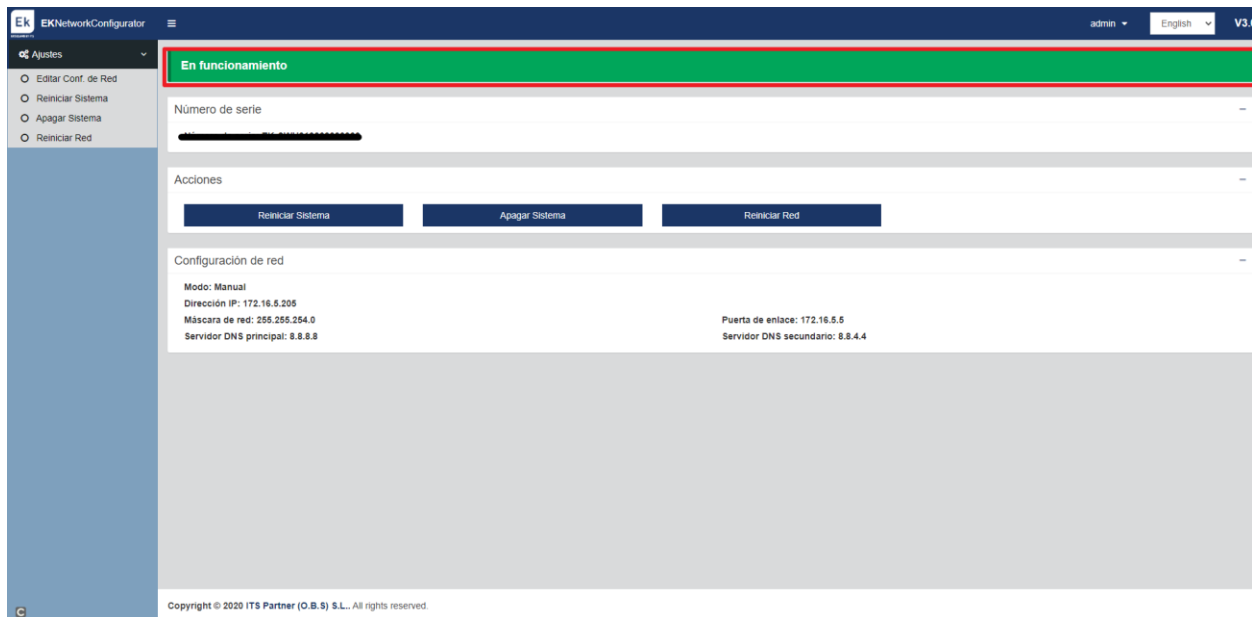 Ek EKNetworkConfigurator admin English V3.
Ajustes
Editar Conf. de Red
Reiniciar Sistema
Apagar Sistema
Reiniciar Red
En funcionamiento
Número de serie
Acciones
Reiniciar Sistema Apagar Sistema Reiniciar Red
Configuración de red
Modo: Manual
Dirección IP: 172.16.5.205
Máscara de red: 255.255.254.0 Puerta de enlace: 172.16.5.5
Servidor DNS principal: 8.8.8.8 Servidor DNS secundario: 8.8.4.4
Copyright © 2020 ITS Partner (O.B.S) S.L.. All rights reserved.